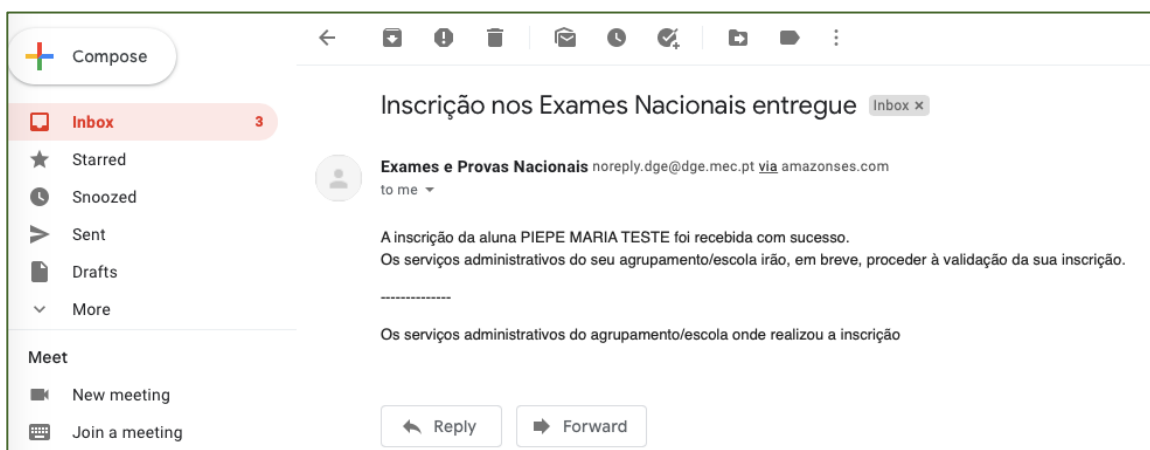 Compose
Inbox 3
Starred
Snoozed
Sent
Drafts
More
Meet
New meeting
Join a meeting
Inscrição nos Exames Nacionais entregue Inbox ×
Exames e Provas Nacionais noreply.dge@dge.mec.pt via amazonses.com
to me
A inscrição da aluna PIEPE MARIA TESTE foi recebida com sucesso.
Os serviços administrativos do seu agrupamento/escola irão, em breve, proceder à validação da sua inscrição.
--------------
Os serviços administrativos do agrupamento/escola onde realizou a inscrição
Reply
Forward